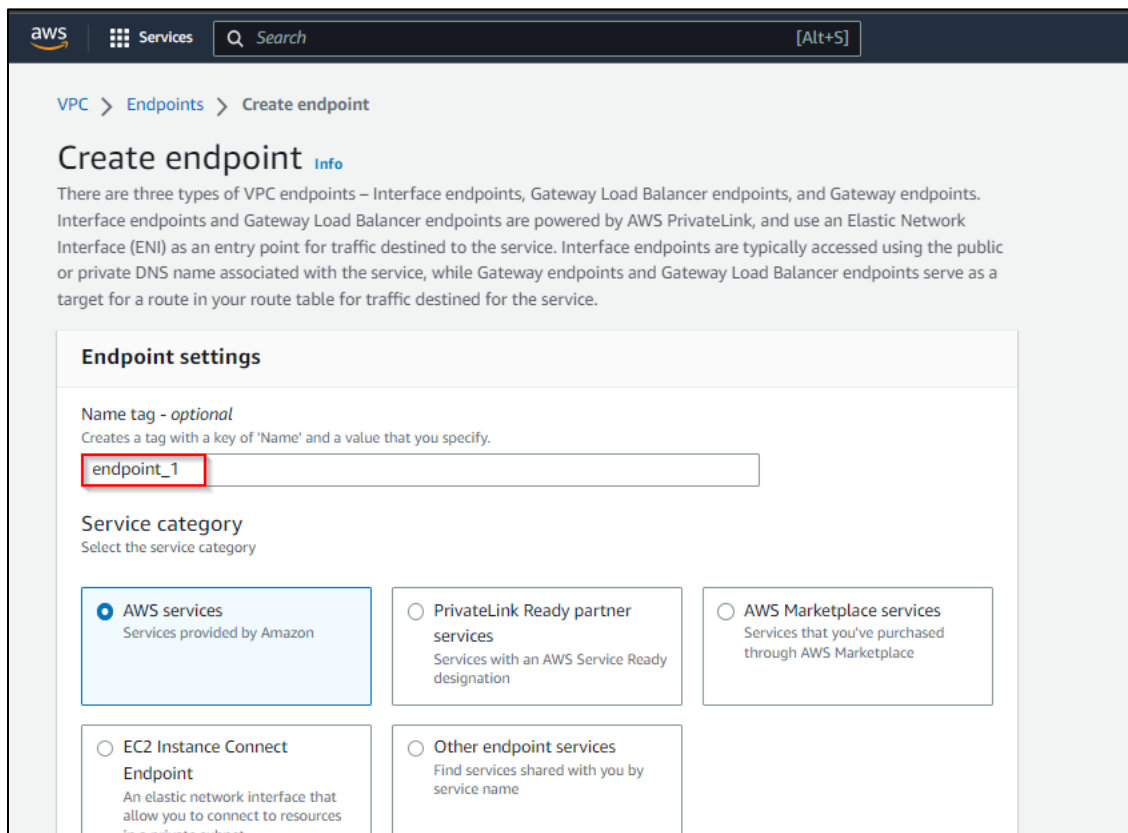 aws
Services
Search
[Alt+S]
VPC > Endpoints > Create endpoint
Create endpoint Info
There are three types of VPC endpoints – Interface endpoints, Gateway Load Balancer endpoints, and Gateway endpoints.
Interface endpoints and Gateway Load Balancer endpoints are powered by AWS PrivateLink, and use an Elastic Network
Interface (ENI) as an entry point for traffic destined to the service. Interface endpoints are typically accessed using the public
or private DNS name associated with the service, while Gateway endpoints and Gateway Load Balancer endpoints serve as a
target for a route in your route table for traffic destined for the service.
Endpoint settings
Name tag - optional
Creates a tag with a key of 'Name' and a value that you specify.
endpoint_1
Service category
Select the service category
AWS services
Services provided by Amazon
PrivateLink Ready partner
services
Services with an AWS Service Ready
designation
AWS Marketplace services
Services that you've purchased
through AWS Marketplace
EC2 Instance Connect
Endpoint
An elastic network interface that
allow you to connect to resources
in a private subnet
Other endpoint services
Find services shared with you by
service name